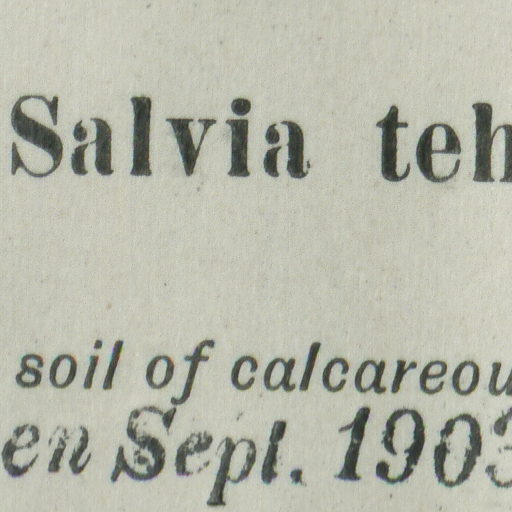 Salvia teh
soil of calcareou
en Sept. 1903